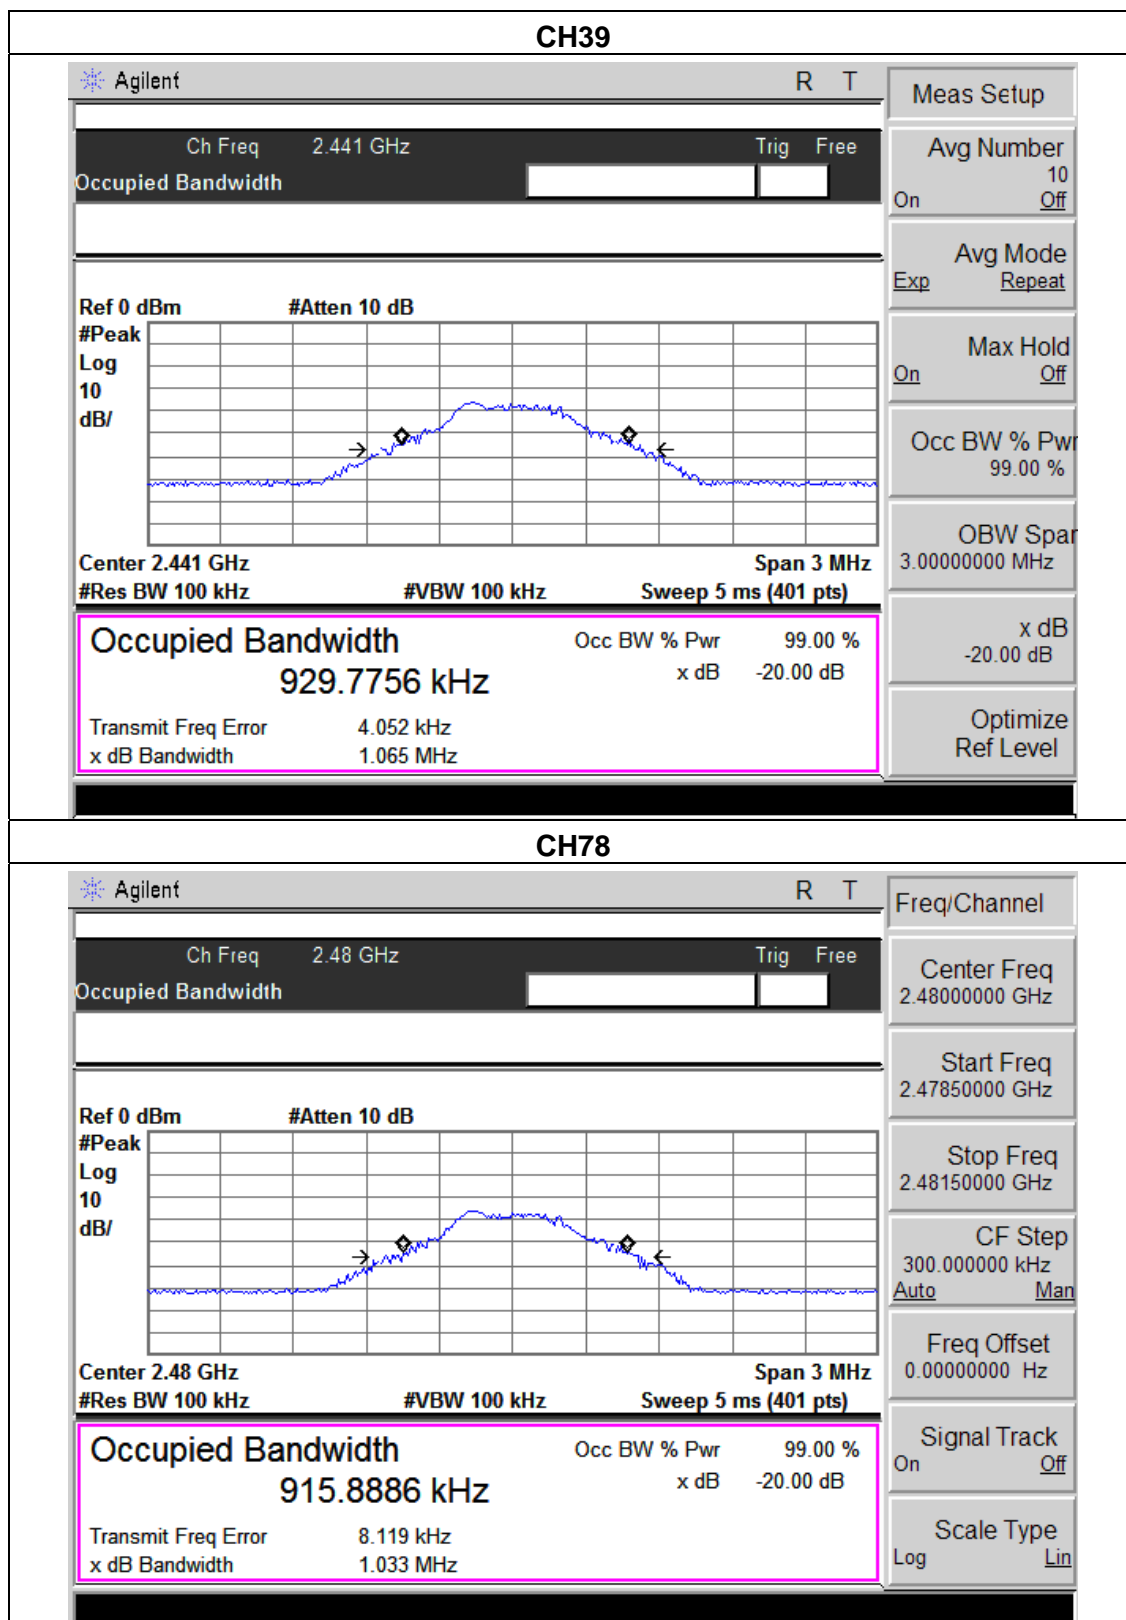 CH39
Agilent R T
Meas Setup
Ch Freq 2.441 GHz Trig Free
Occupied Bandwidth
Avg Number
10
On Off
Avg Mode
Exp Repeat
Max Hold
On Off
Occ BW % Pwr
99.00 %
OBW Span
3.00000000 MHz
x dB
-20.00 dB
Optimize
Ref Level
Ref 0 dBm #Atten 10 dB
#Peak
Log
10
dB/
Center 2.441 GHz Span 3 MHz
#Res BW 100 kHz #VBW 100 kHz Sweep 5 ms (401 pts)
Occupied Bandwidth Occ BW % Pwr 99.00 %
929.7756 kHz x dB -20.00 dB
Transmit Freq Error 4.052 kHz
x dB Bandwidth 1.065 MHz
CH78
Agilent R T
Freq/Channel
Ch Freq 2.48 GHz Trig Free
Occupied Bandwidth
Center Freq
2.48000000 GHz
Start Freq
2.47850000 GHz
Stop Freq
2.48150000 GHz
CF Step
300.000000 kHz
Auto Man
Freq Offset
0.00000000 Hz
Signal Track
On Off
Scale Type
Log Lin
Ref 0 dBm #Atten 10 dB
#Peak
Log
10
dB/
Center 2.48 GHz Span 3 MHz
#Res BW 100 kHz #VBW 100 kHz Sweep 5 ms (401 pts)
Occupied Bandwidth Occ BW % Pwr 99.00 %
915.8886 kHz x dB -20.00 dB
Transmit Freq Error 8.119 kHz
x dB Bandwidth 1.033 MHz